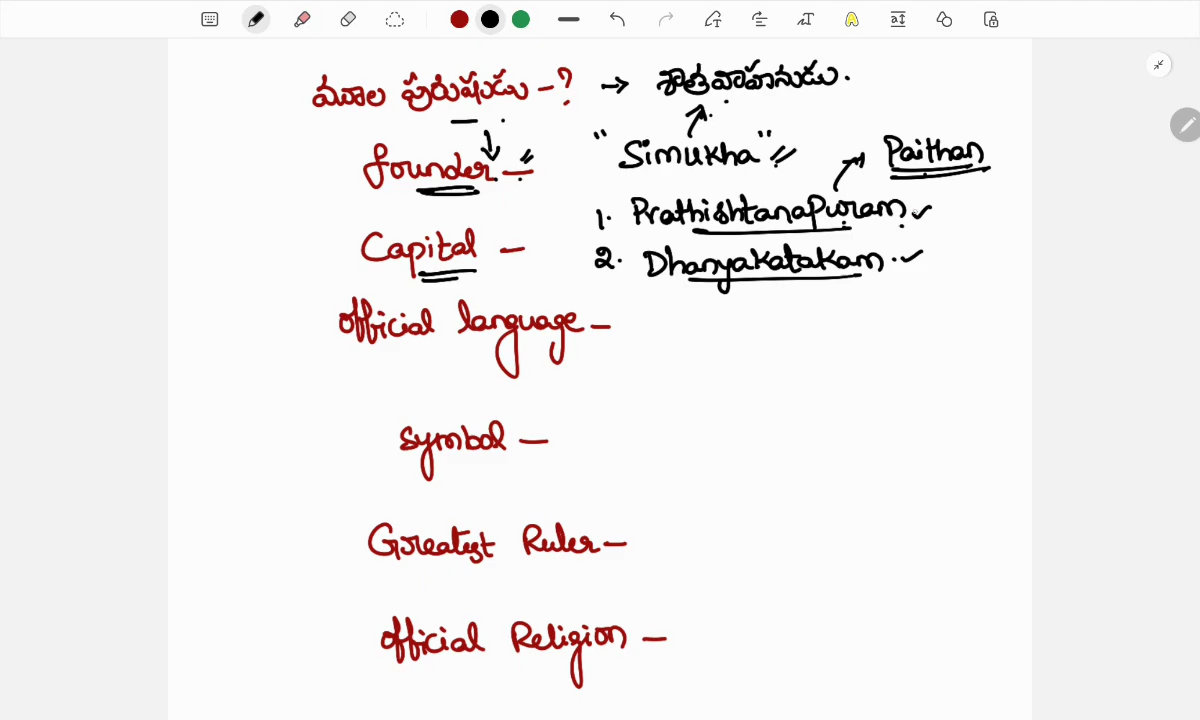 మూల పురుషుడు - ? → శాతవాహనుడు.
founder - "Simukha"
Paithan
Capital - 1. PrathishtanaPuram
2. Dhanyakatakam.
official language -
Symbol -
Greatest Ruler -
official Religion -